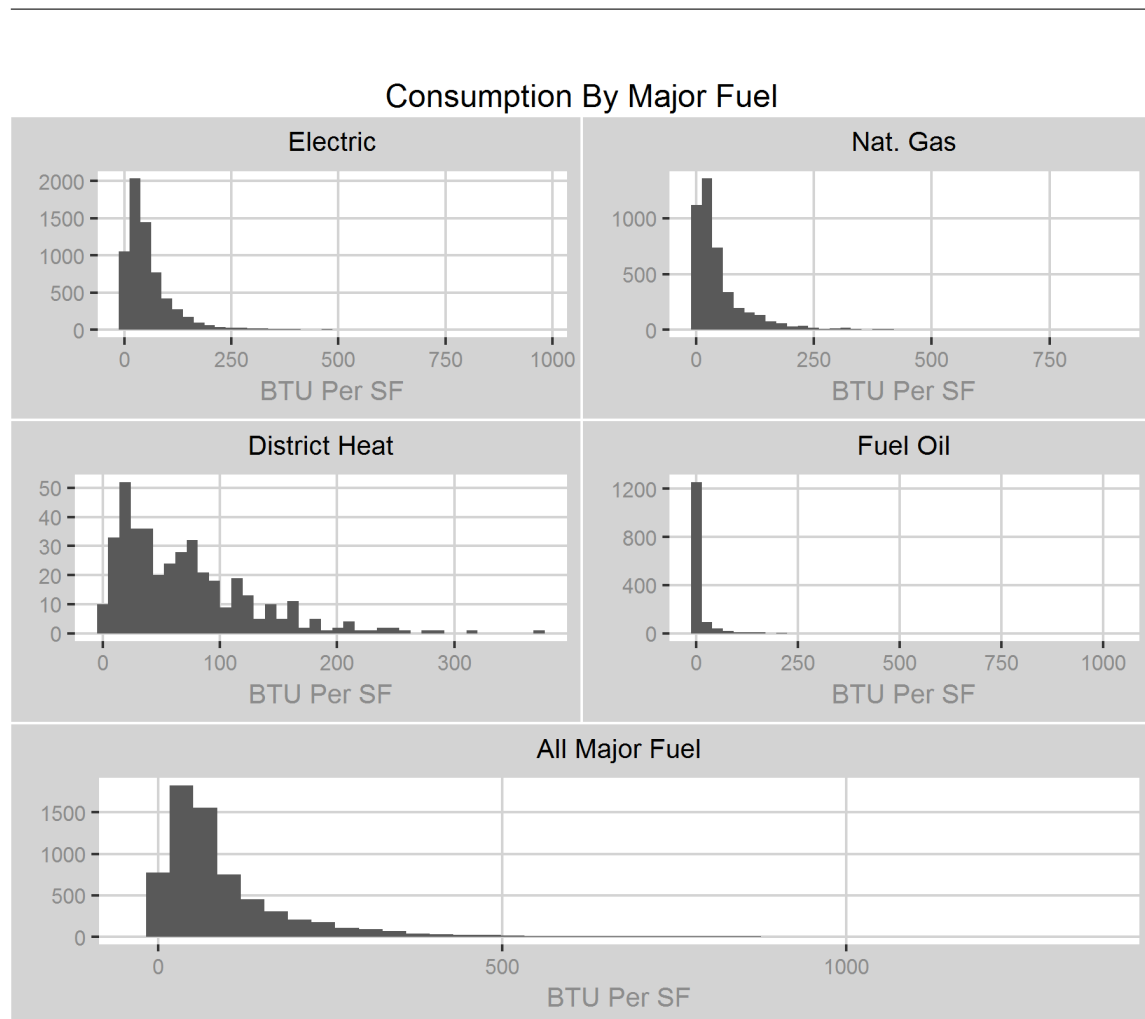 Consumption By Major Fuel
Electric
2000
1500
1000
500
0
0 250 500 750 1000
BTU Per SF
Nat. Gas
1000
500
0
0 250 500 750
BTU Per SF
District Heat
50
40
30
20
10
0
0 100 200 300
BTU Per SF
Fuel Oil
1200
800
400
0
0 250 500 750 1000
BTU Per SF
All Major Fuel
1500
1000
500
0
0 500 1000
BTU Per SF